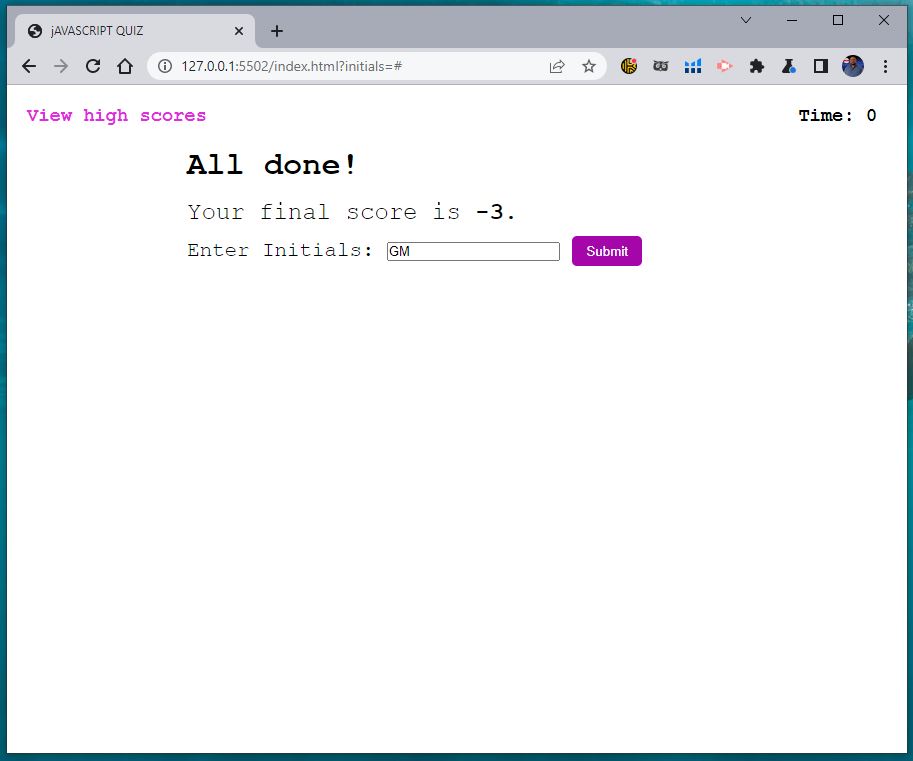 jAVASCRIPT QUIZ
127.0.0.1:5502/index.html?initials=#
View high scores
Time: 0
All done!
Your final score is -3.
Enter Initials: GM Submit